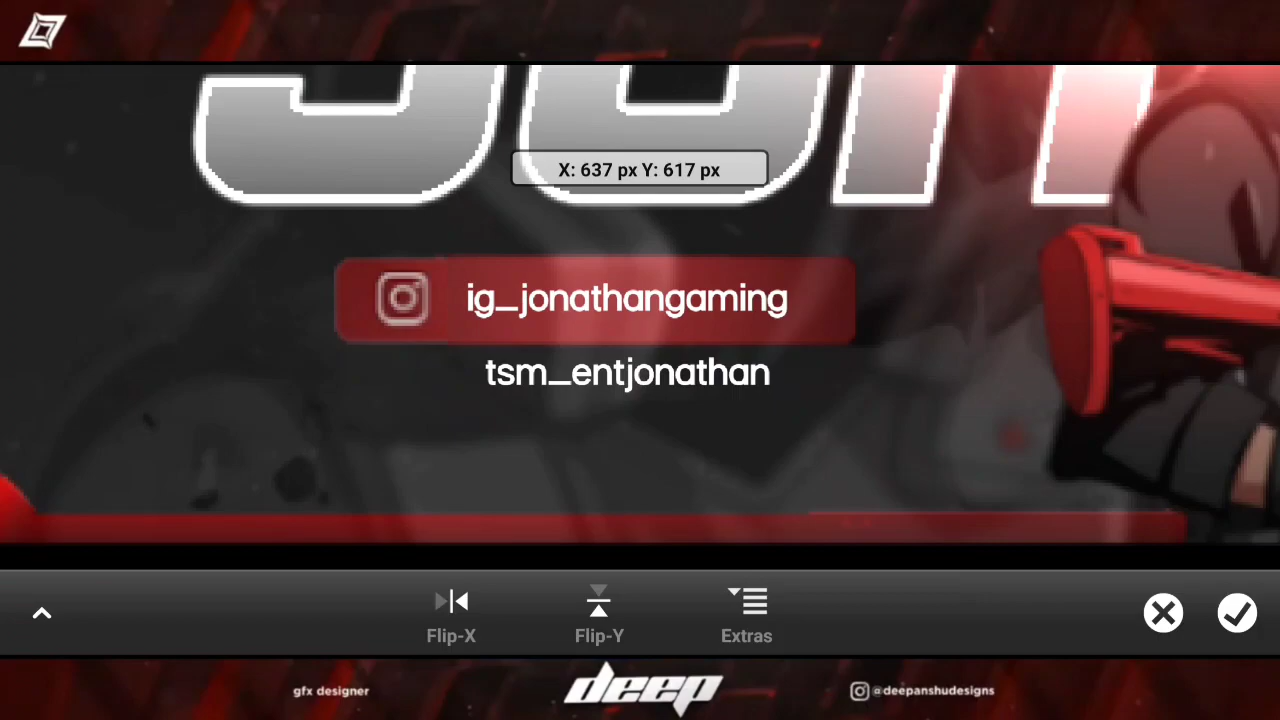 X: 637 px Y: 617 px
ig_jonathangaming
tsm_entjonathan
Flip-X
Flip-Y
Extras
gfx designer
deep
@deepanshudesigns